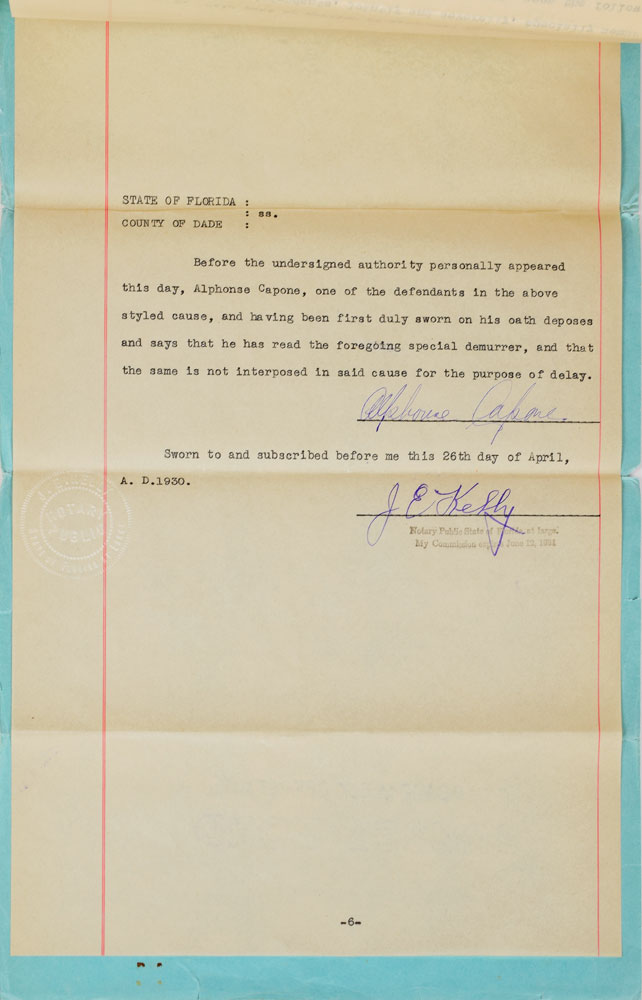 STATE OF FLORIDA :
: ss.
COUNTY OF DADE :
Before the undersigned authority personally appeared
this day, Alphonse Capone, one of the defendants in the above
styled cause, and having been first duly sworn on his oath deposes
and says that he has read the foregoing special demurrer, and that
the same is not interposed in said cause for the purpose of delay.
Alphonse Capone.
Sworn to and subscribed before me this 26th day of April,
A. D.1930.
J E Kelly
Notary Public State of Florida at large.
My Commission expires June 22, 1934
NOTARY
PUBLIC
-6-